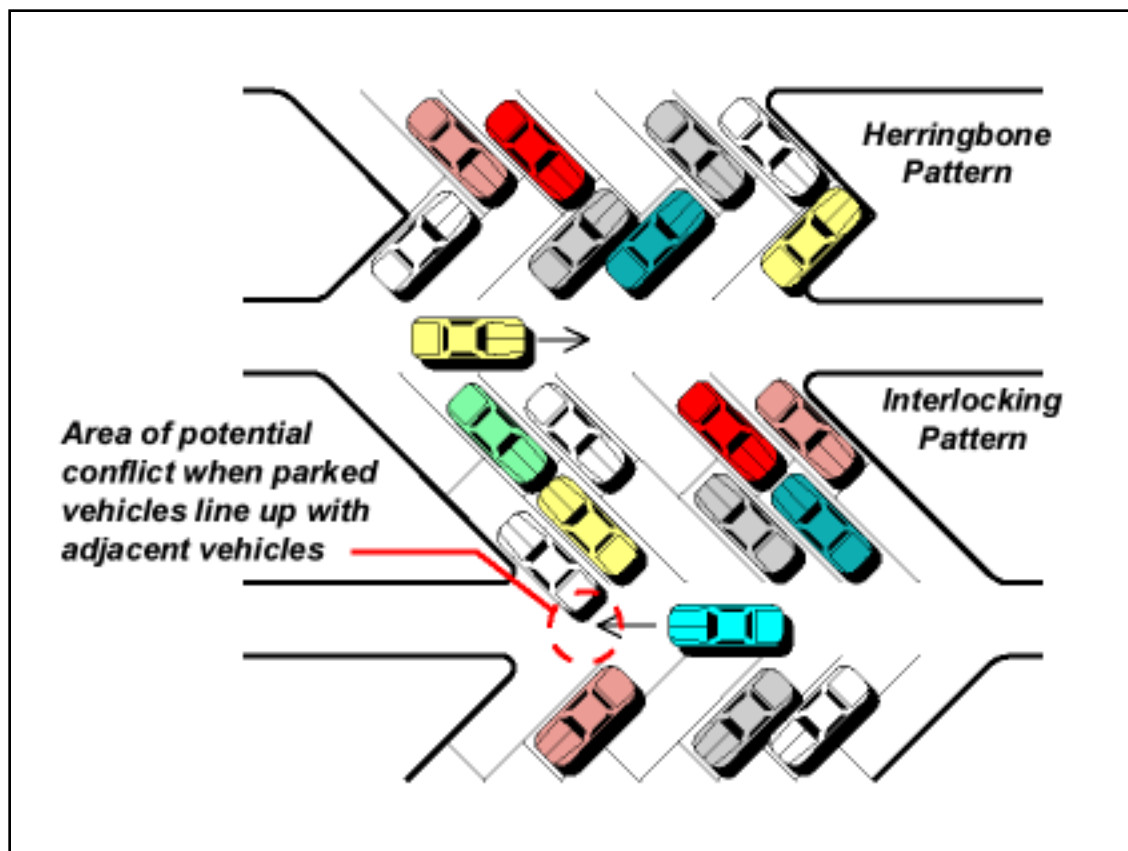 Herringbone
Pattern
Interlocking
Pattern
Area of potential
conflict when parked
vehicles line up with
adjacent vehicles